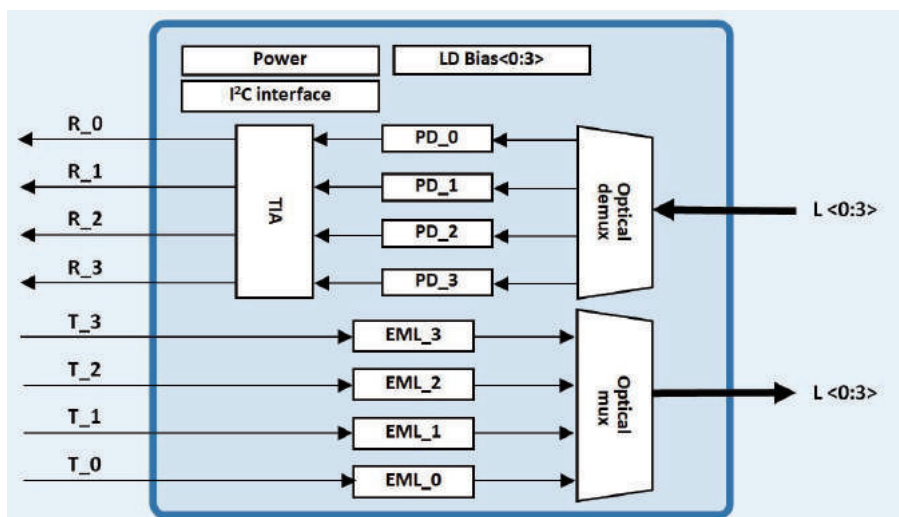 Power
LD Bias<0:3>
I²C interface
R_0
PD_0
R_1
PD_1
R_2
PD_2
R_3
PD_3
TIA
Optical
demux
L <0:3>
T_3
EML_3
T_2
EML_2
T_1
EML_1
T_0
EML_0
Optical
mux
L <0:3>